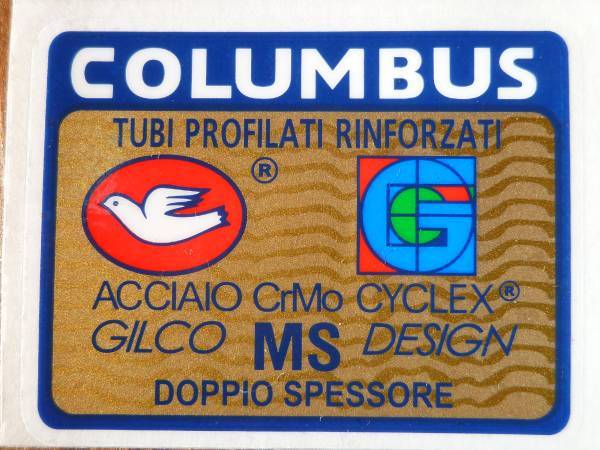 COLUMBUS
TUBI PROFILATI RINFORZATI
®
G
ACCIAIO CrMo CYCLEX®
GILCO MS DESIGN
DOPPIO SPESSORE